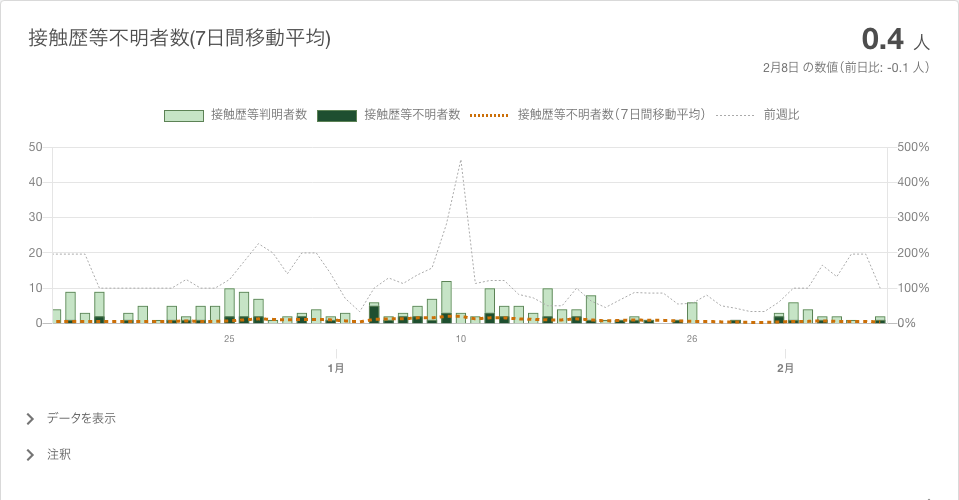 接触歴等不明者数(7日間移動平均)
0.4 人
2月8日 の数値（前日比: -0.1 人）
接触歴等判明者数 接触歴等不明者数 接触歴等不明者数（7日間移動平均） 前週比
50 500%
40 400%
30 300%
20 200%
10 100%
0 0%
25 10 26
1月 2月
データを表示
注釈